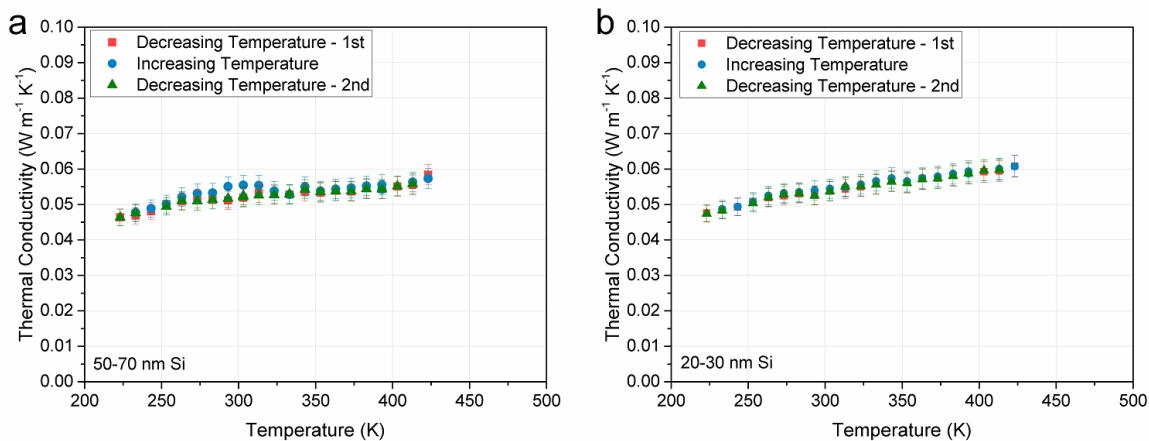 a
0.10
0.09
0.08
0.07
0.06
0.05
0.04
0.03
0.02
0.01
0.00
Thermal Conductivity (W m⁻¹ K⁻¹)
Decreasing Temperature - 1st
Increasing Temperature
Decreasing Temperature - 2nd
50-70 nm Si
200 250 300 350 400 450 500
Temperature (K)
b
0.10
0.09
0.08
0.07
0.06
0.05
0.04
0.03
0.02
0.01
0.00
Thermal Conductivity (W m⁻¹ K⁻¹)
Decreasing Temperature - 1st
Increasing Temperature
Decreasing Temperature - 2nd
20-30 nm Si
200 250 300 350 400 450 500
Temperature (K)